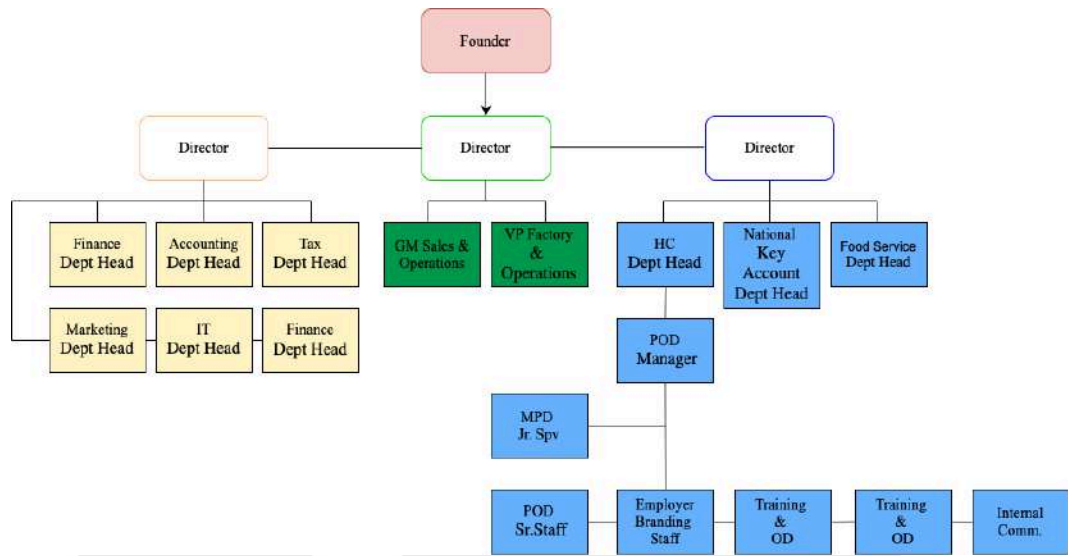 Founder
Director
Director
Director
Finance
Dept Head
Accounting
Dept Head
Tax
Dept Head
GM Sales &
Operations
VP Factory
&
Operations
HC
Dept Head
National
Key
Account
Dept Head
Food Service
Dept Head
Marketing
Dept Head
IT
Dept Head
Finance
Dept Head
POD
Manager
MPD
Jr. Spv
POD
Sr.Staff
Employer
Branding
Staff
Training
&
OD
Training
&
OD
Internal
Comm.